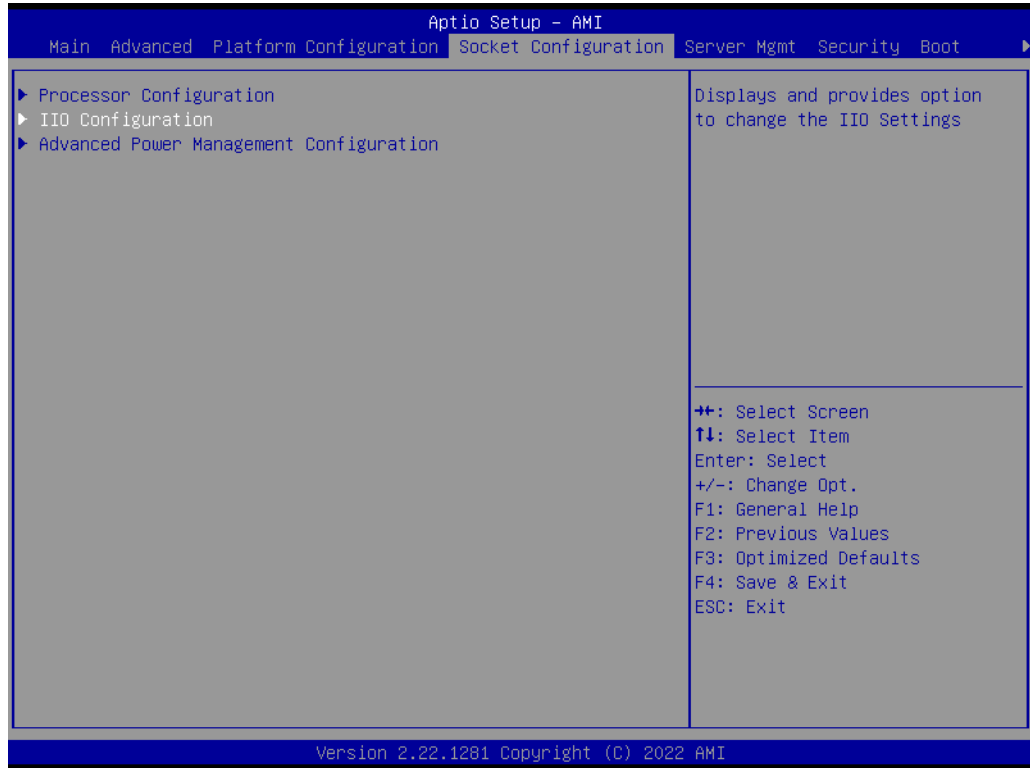 Aptio Setup – AMI
Main Advanced Platform Configuration Socket Configuration Server Mgmt Security Boot ▶
▶ Processor Configuration
▶ IIO Configuration
▶ Advanced Power Management Configuration
Displays and provides option
to change the IIO Settings
→←: Select Screen
↑↓: Select Item
Enter: Select
+/-: Change Opt.
F1: General Help
F2: Previous Values
F3: Optimized Defaults
F4: Save & Exit
ESC: Exit
Version 2.22.1281 Copyright (C) 2022 AMI